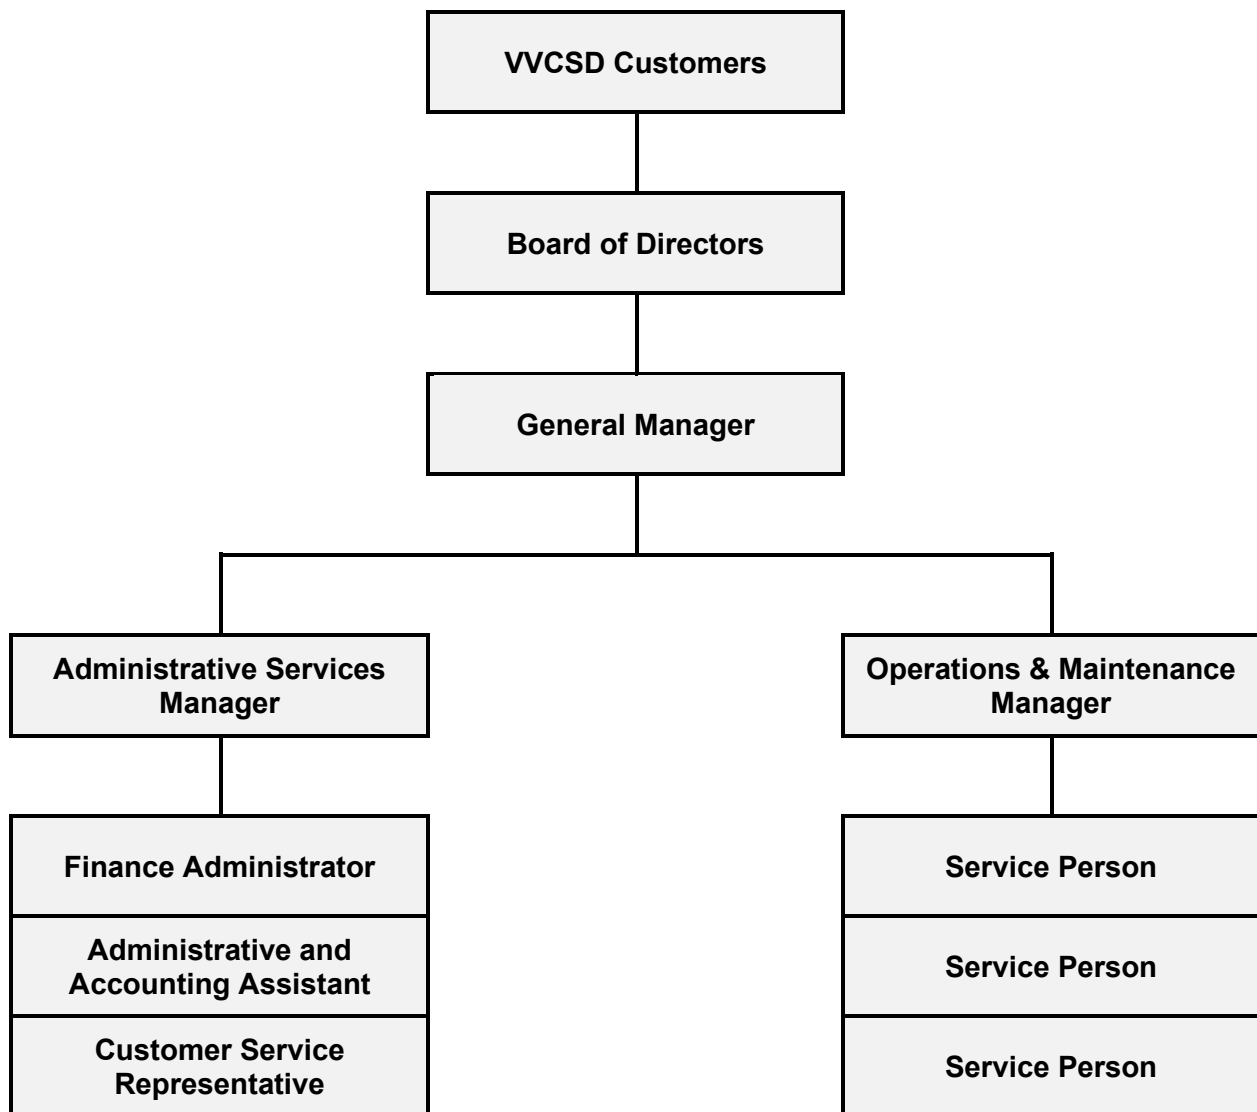 VVCSD Customers
Board of Directors
General Manager
Administrative Services
Manager
Operations & Maintenance
Manager
Finance Administrator
Administrative and
Accounting Assistant
Customer Service
Representative
Service Person
Service Person
Service Person